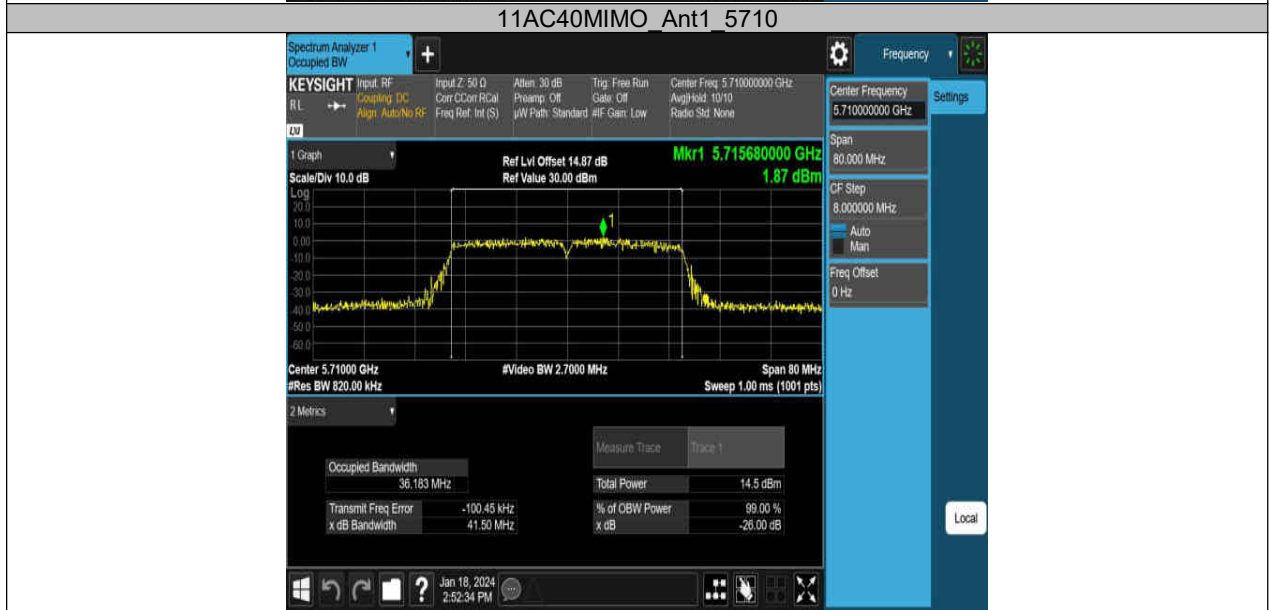 11AC40MIMO_Ant1_5710
Spectrum Analyzer 1
Occupied BW
+
Frequency
KEYSIGHT
Input: RF
Input Z: 50 Ω
Atten: 30 dB
Trig: Free Run
Center Freq: 5.710000000 GHz
RL
Coupling: DC
Corr CCorr RCal
Preamp: Off
Gate: Off
Avg|Hold: 10/10
Align: Auto/No RF
Freq Ref: Int (S)
µW Path: Standard
#IF Gain: Low
Radio Std: None
LXI
Center Frequency
5.710000000 GHz
Settings
Span
80.000 MHz
CF Step
8.000000 MHz
Auto
Man
Freq Offset
0 Hz
1 Graph
Ref Lvl Offset 14.87 dB
Mkr1 5.715680000 GHz
Scale/Div 10.0 dB
Ref Value 30.00 dBm
1.87 dBm
Log
20.0
10.0
1
0.00
-10.0
-20.0
-30.0
-40.0
-50.0
-60.0
Center 5.71000 GHz
#Video BW 2.7000 MHz
Span 80 MHz
#Res BW 820.00 kHz
Sweep 1.00 ms (1001 pts)
2 Metrics
Measure Trace
Trace 1
Occupied Bandwidth
36.183 MHz
Total Power
14.5 dBm
Transmit Freq Error
-100.45 kHz
% of OBW Power
99.00 %
x dB Bandwidth
41.50 MHz
x dB
-26.00 dB
Local
?
Jan 18, 2024
2:52:34 PM